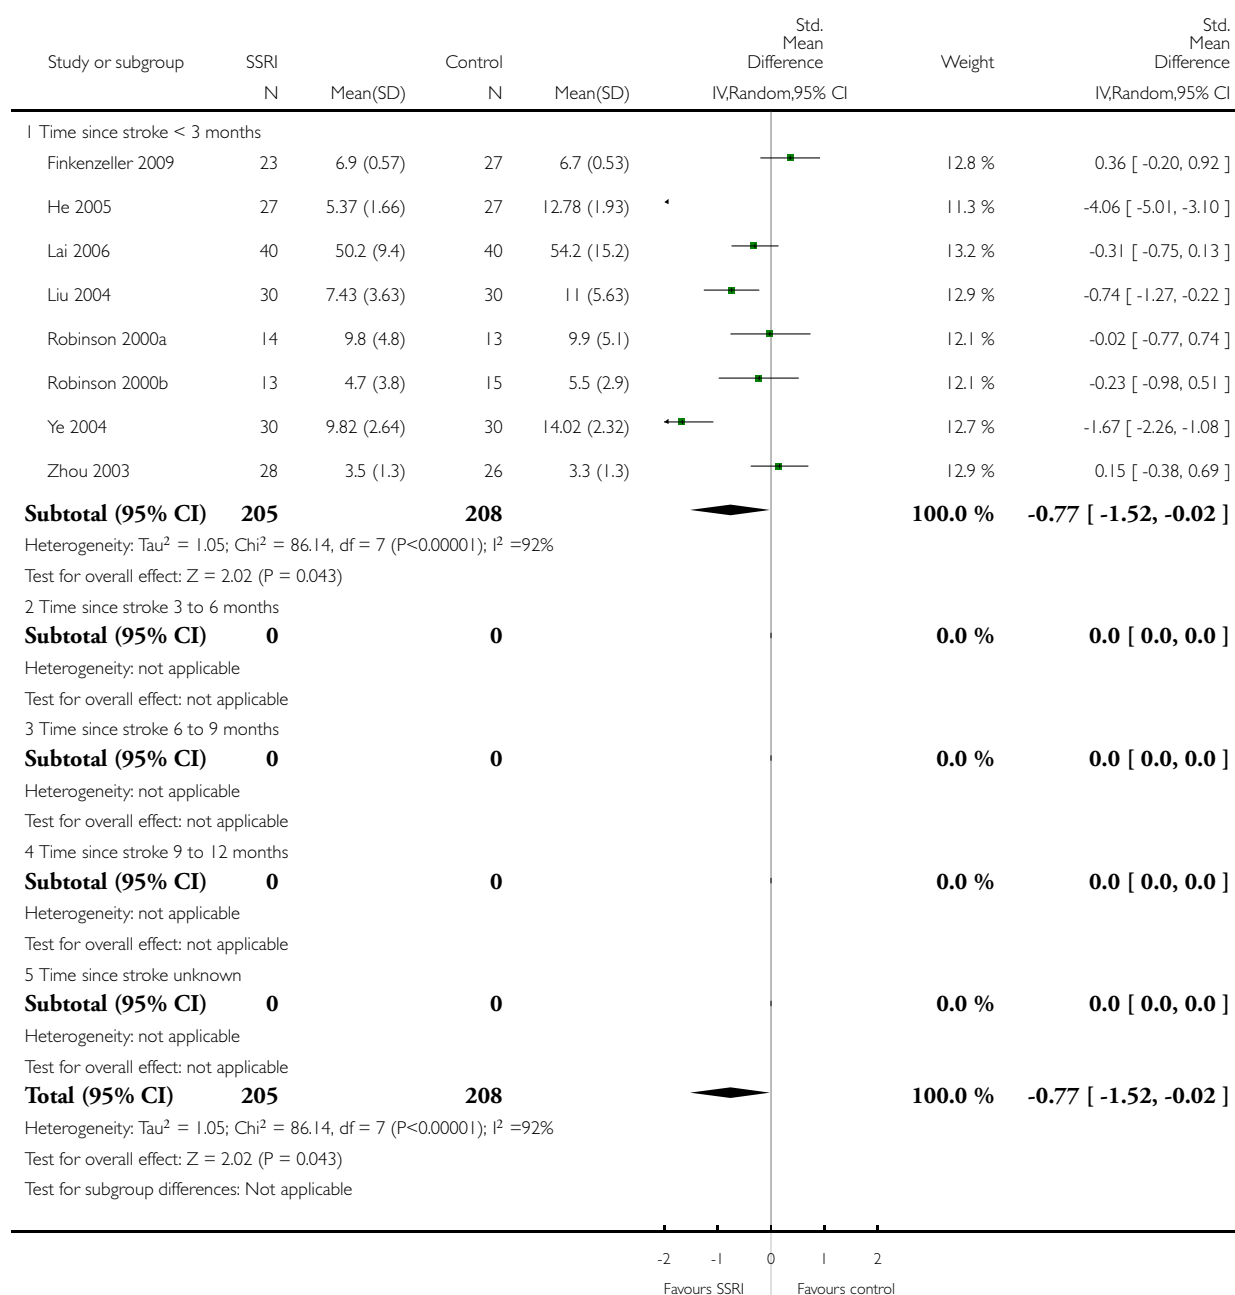 Std. Mean Difference Std. Mean Difference
Study or subgroup SSRI Control Weight
N Mean(SD) N Mean(SD) IV,Random,95% CI IV,Random,95% CI
1 Time since stroke < 3 months
Finkenzeller 2009 23 6.9 (0.57) 27 6.7 (0.53) 12.8 % 0.36 [ -0.20, 0.92 ]
He 2005 27 5.37 (1.66) 27 12.78 (1.93) 11.3 % -4.06 [ -5.01, -3.10 ]
Lai 2006 40 50.2 (9.4) 40 54.2 (15.2) 13.2 % -0.31 [ -0.75, 0.13 ]
Liu 2004 30 7.43 (3.63) 30 11 (5.63) 12.9 % -0.74 [ -1.27, -0.22 ]
Robinson 2000a 14 9.8 (4.8) 13 9.9 (5.1) 12.1 % -0.02 [ -0.77, 0.74 ]
Robinson 2000b 13 4.7 (3.8) 15 5.5 (2.9) 12.1 % -0.23 [ -0.98, 0.51 ]
Ye 2004 30 9.82 (2.64) 30 14.02 (2.32) 12.7 % -1.67 [ -2.26, -1.08 ]
Zhou 2003 28 3.5 (1.3) 26 3.3 (1.3) 12.9 % 0.15 [ -0.38, 0.69 ]
Subtotal (95% CI) 205 208 100.0 % -0.77 [ -1.52, -0.02 ]
Heterogeneity: Tau² = 1.05; Chi² = 86.14, df = 7 (P<0.00001); I² =92%
Test for overall effect: Z = 2.02 (P = 0.043)
2 Time since stroke 3 to 6 months
Subtotal (95% CI) 0 0 0.0 % 0.0 [ 0.0, 0.0 ]
Heterogeneity: not applicable
Test for overall effect: not applicable
3 Time since stroke 6 to 9 months
Subtotal (95% CI) 0 0 0.0 % 0.0 [ 0.0, 0.0 ]
Heterogeneity: not applicable
Test for overall effect: not applicable
4 Time since stroke 9 to 12 months
Subtotal (95% CI) 0 0 0.0 % 0.0 [ 0.0, 0.0 ]
Heterogeneity: not applicable
Test for overall effect: not applicable
5 Time since stroke unknown
Subtotal (95% CI) 0 0 0.0 % 0.0 [ 0.0, 0.0 ]
Heterogeneity: not applicable
Test for overall effect: not applicable
Total (95% CI) 205 208 100.0 % -0.77 [ -1.52, -0.02 ]
Heterogeneity: Tau² = 1.05; Chi² = 86.14, df = 7 (P<0.00001); I² =92%
Test for overall effect: Z = 2.02 (P = 0.043)
Test for subgroup differences: Not applicable
-2 -1 0 1 2
Favours SSRI Favours control